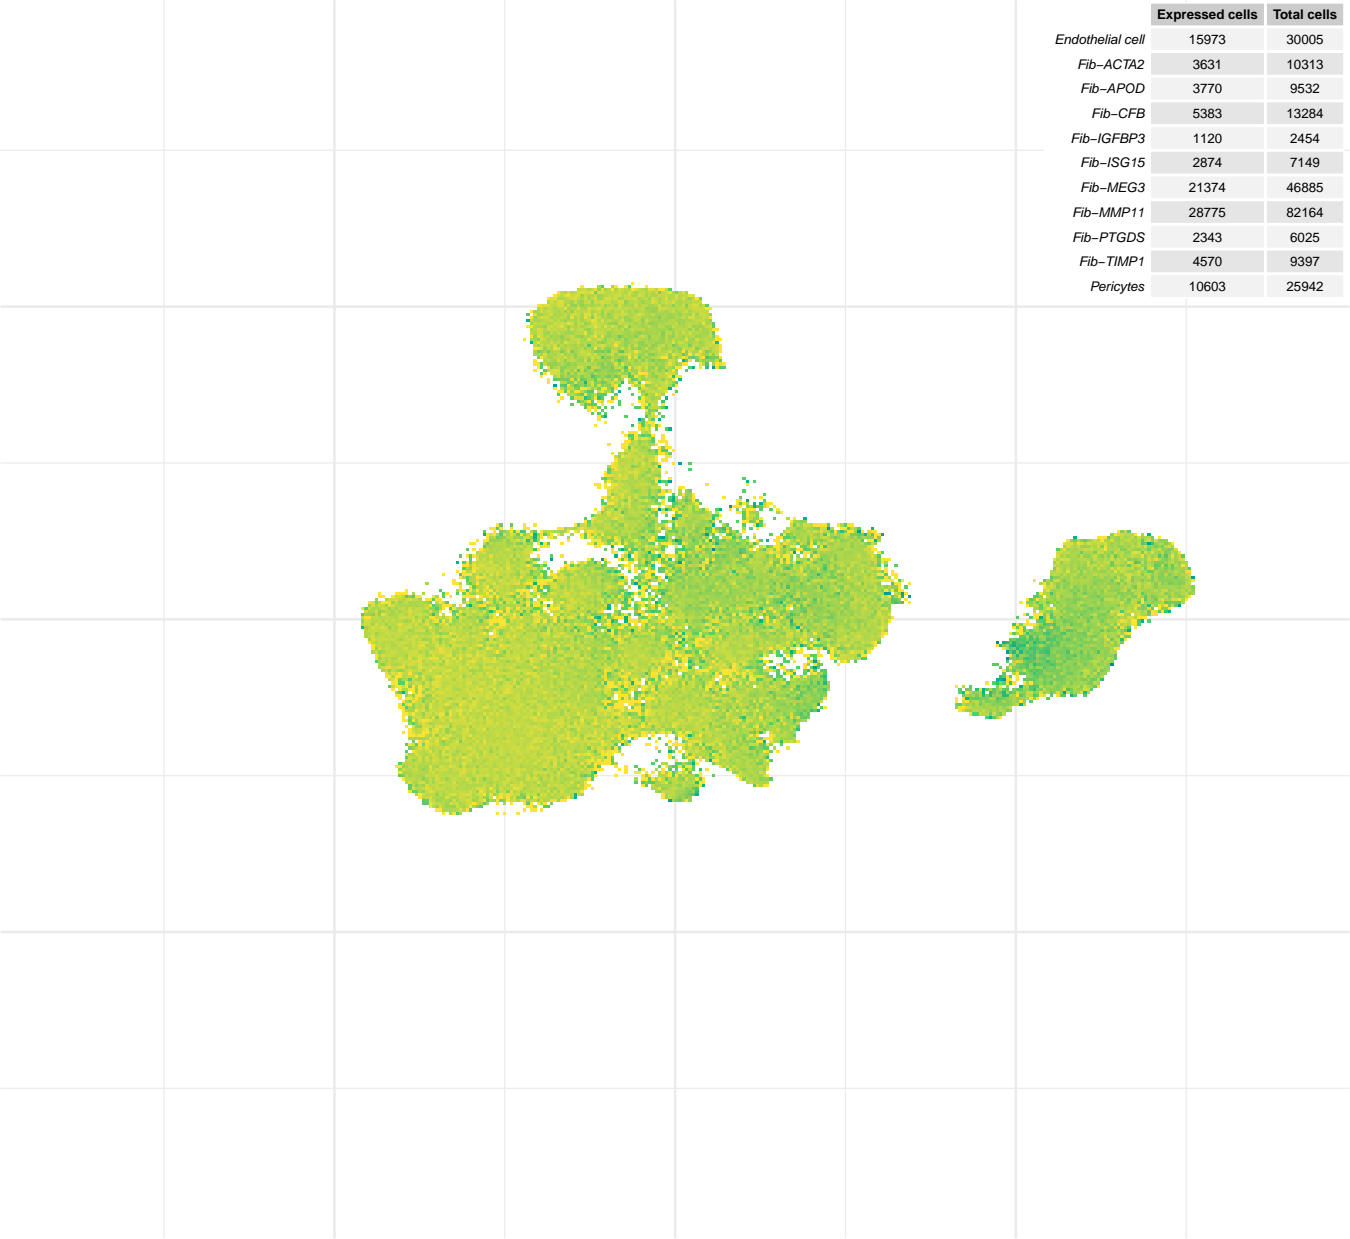 Expressed cells Total cells
Endothelial cell 15973 30005
Fib−ACTA2 3631 10313
Fib−APOD 3770 9532
Fib−CFB 5383 13284
Fib−IGFBP3 1120 2454
Fib−ISG15 2874 7149
Fib−MEG3 21374 46885
Fib−MMP11 28775 82164
Fib−PTGDS 2343 6025
Fib−TIMP1 4570 9397
Pericytes 10603 25942